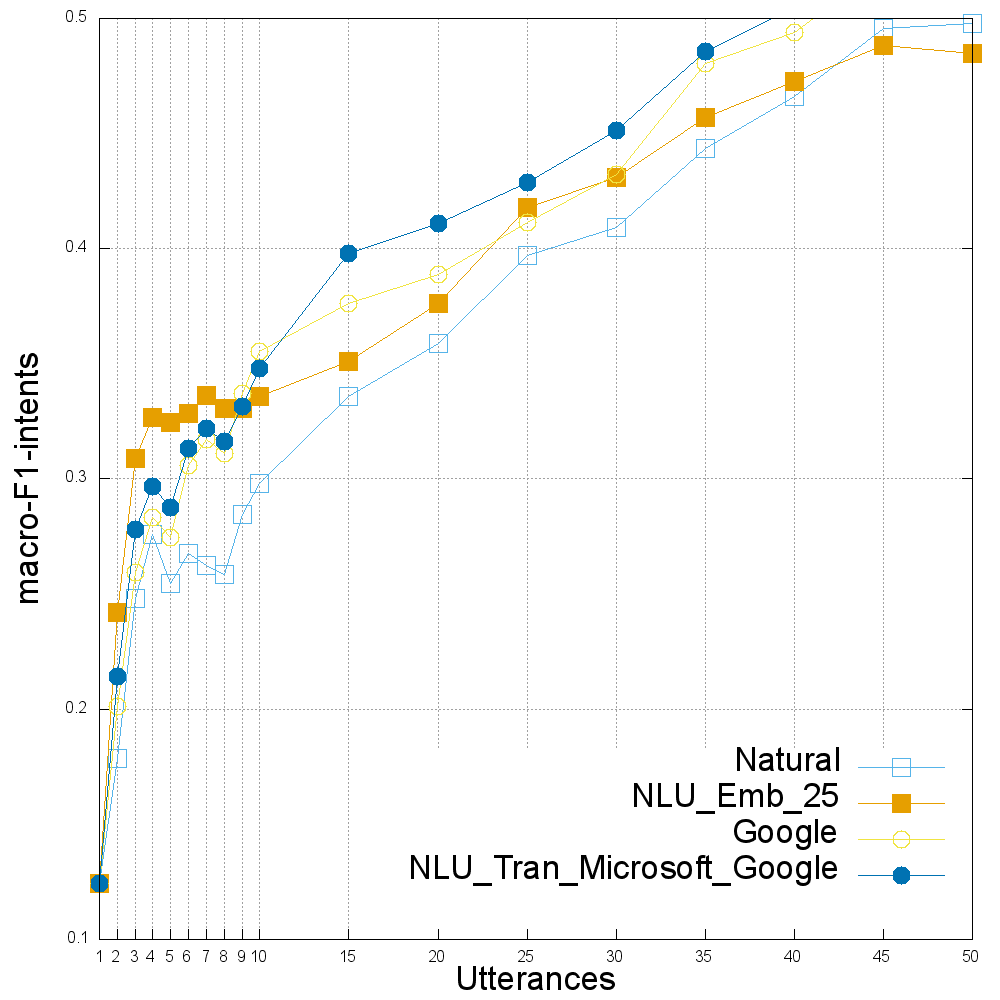 0.5
0.4
0.3
0.2
0.1
macro-F1-intents
Natural
NLU_Emb_25
Google
NLU_Tran_Microsoft_Google
1 2 3 4 5 6 7 8 9 10 15 20 25 30 35 40 45 50
Utterances